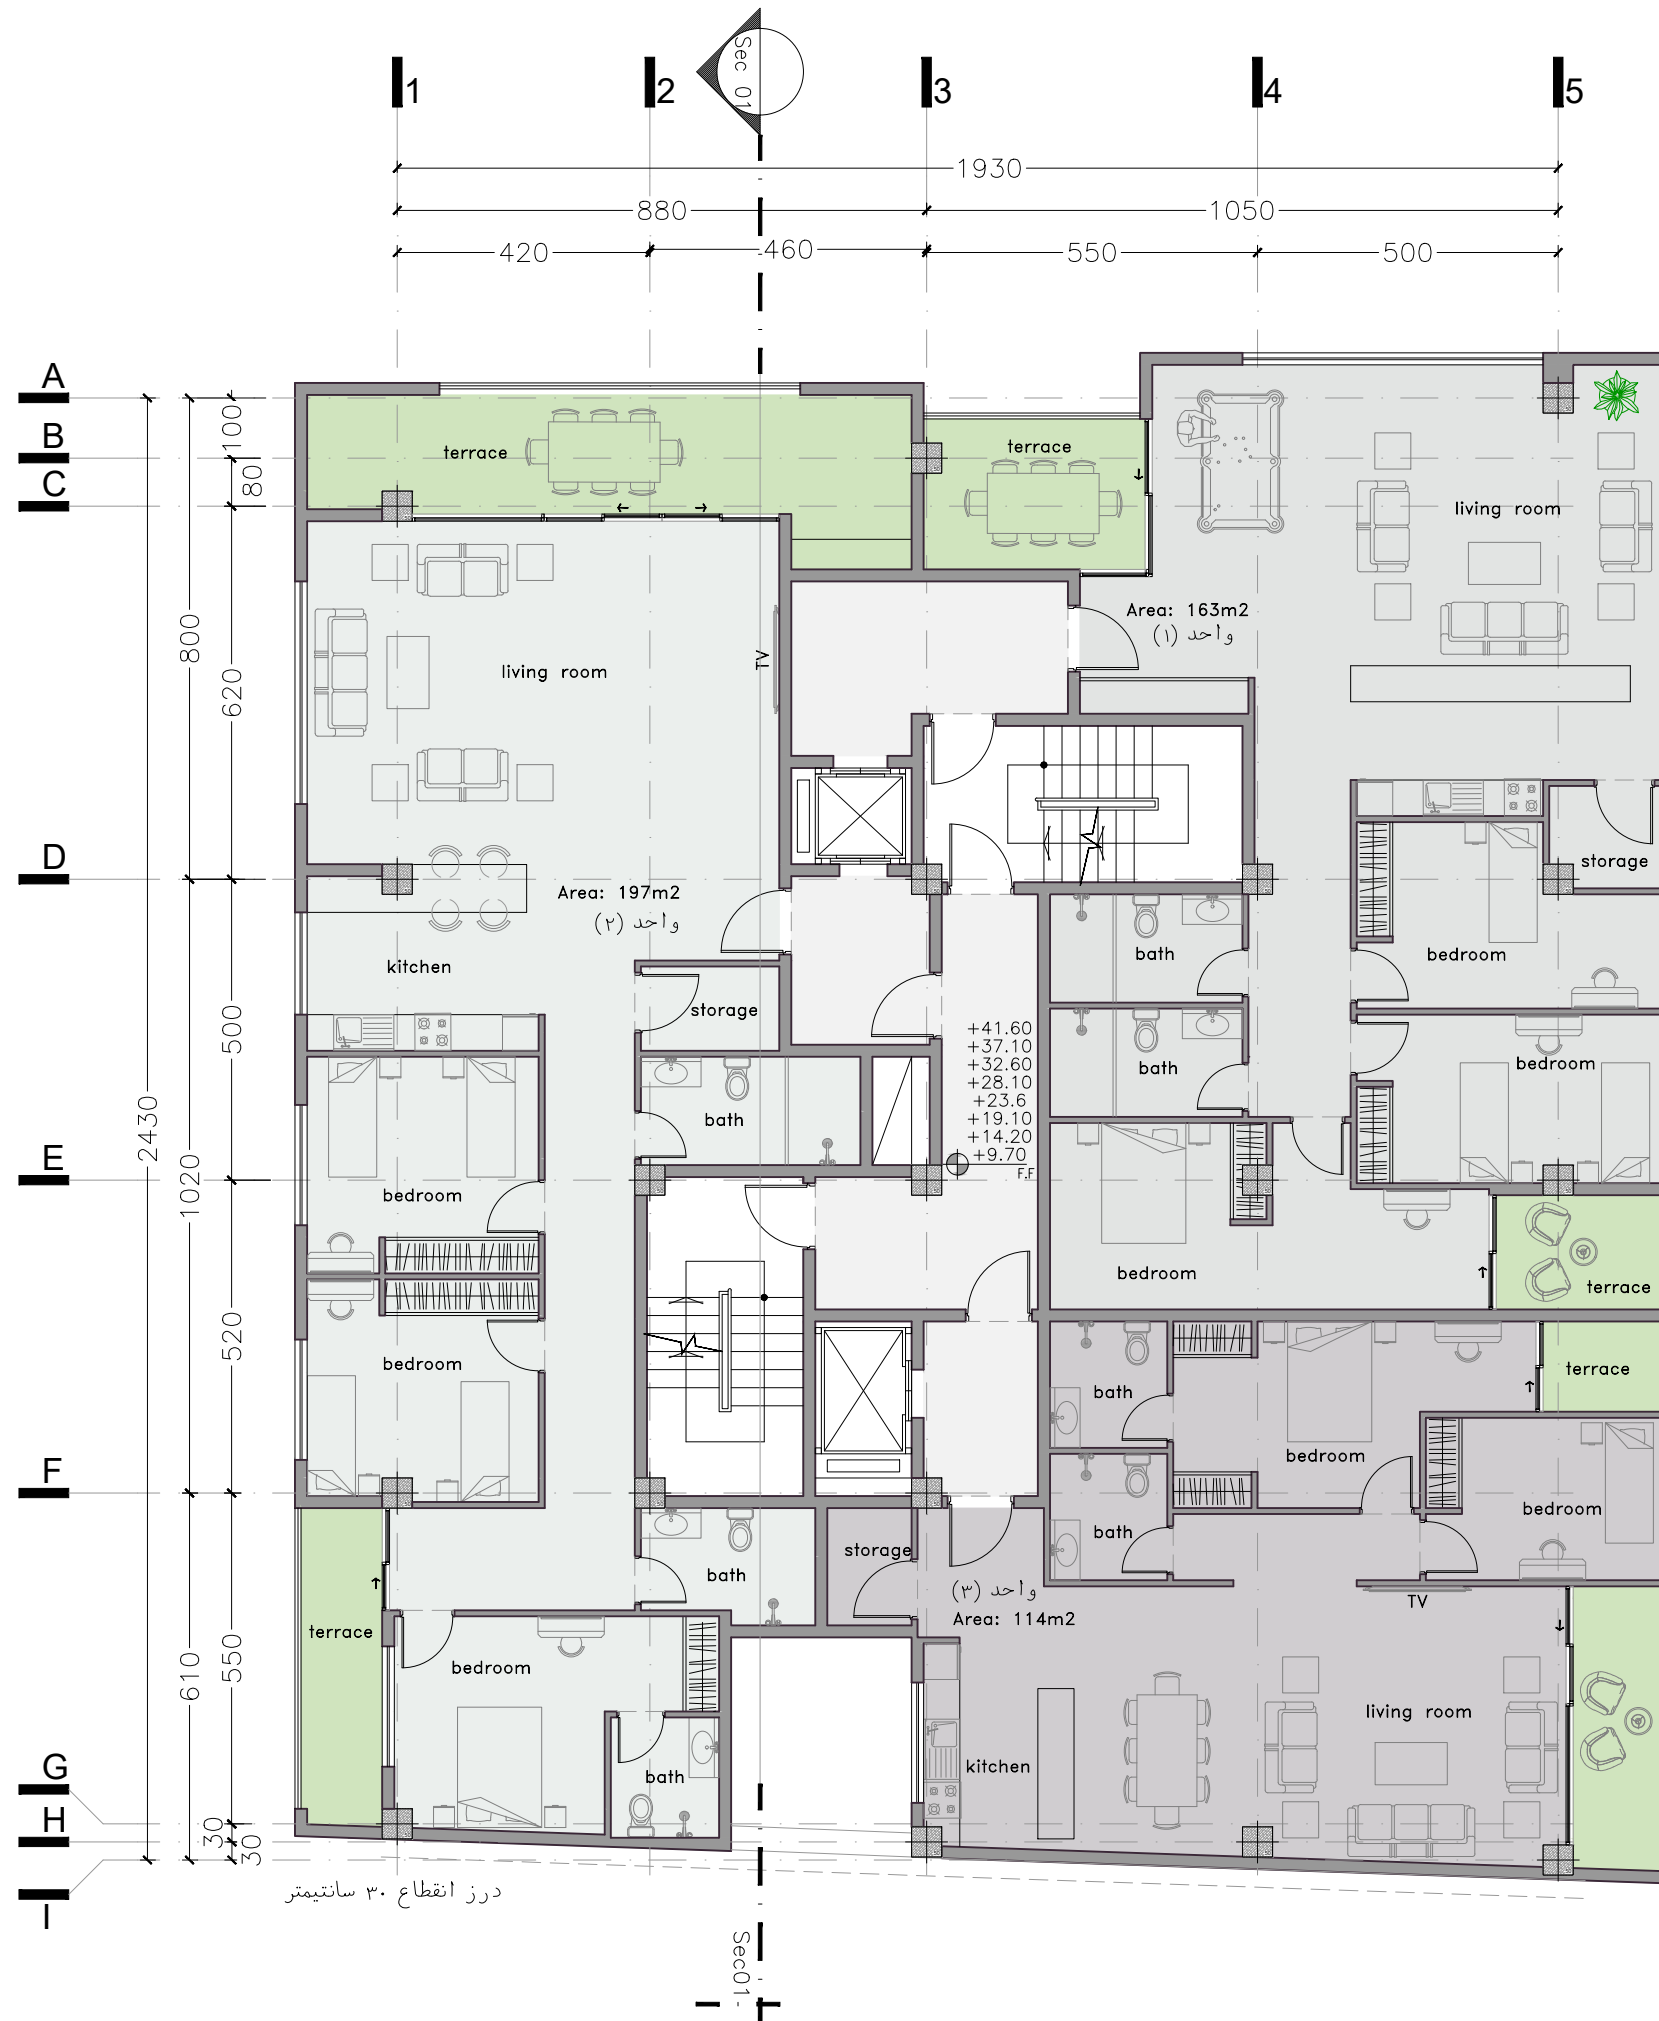 Sec 01
1 2 3 4 5
1930
880 1050
420 460 550 500
A
B
C
D
E
F
G
H
I
100
80
800
620
2430
500
1020
520
610
550
30
30
terrace
terrace
living room
Area: 163m2
واحد (۱)
living room
TV
storage
Area: 197m2
واحد (۲)
kitchen
storage
bath
bedroom
bath
bath
bedroom
bedroom
+41.60
+37.10
+32.60
+28.10
+23.6
+19.10
+14.20
+9.70
F.F
bedroom
bedroom
terrace
bath
bedroom
terrace
bath
bedroom
storage
bath
واحد (۳)
Area: 114m2
TV
terrace
bedroom
bath
kitchen
living room
درز انقطاع ۳۰ سانتیمتر
Sec01-